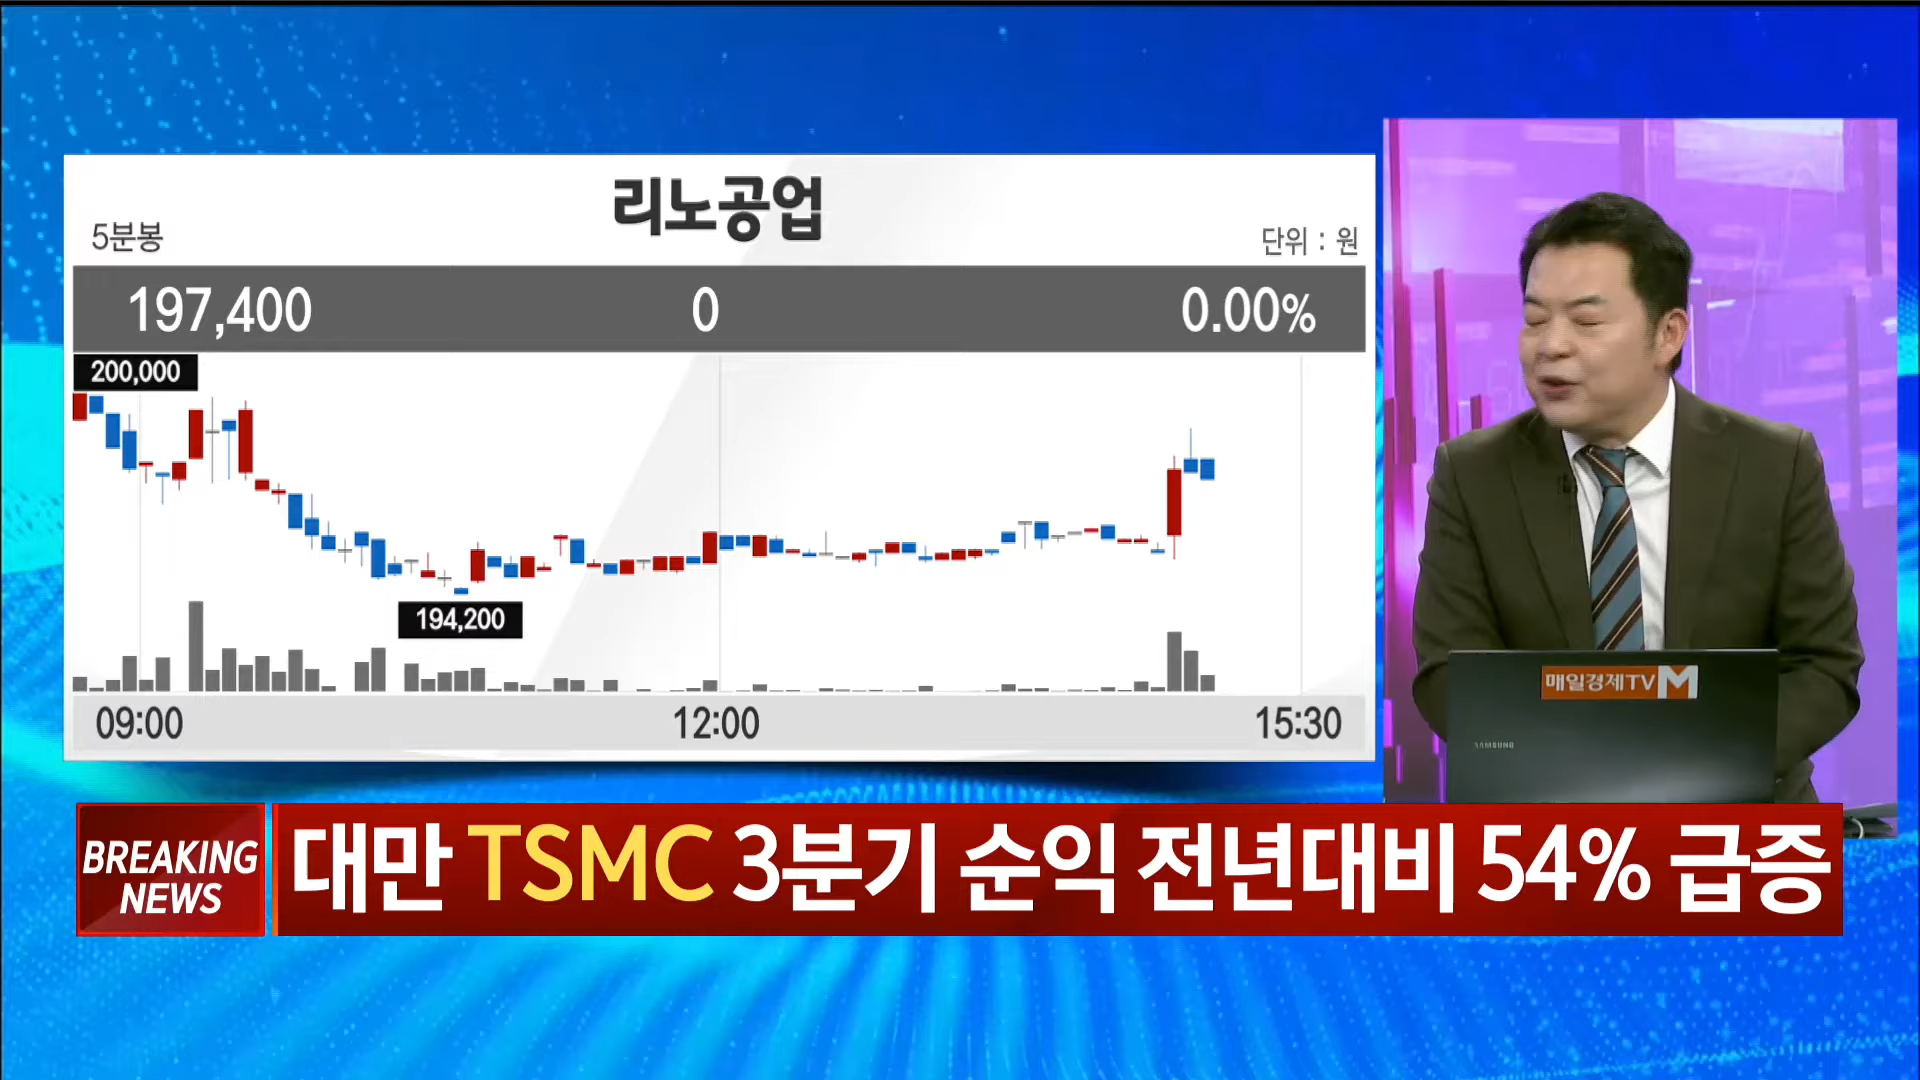 리노공업
5분봉
단위 : 원
197,400 0 0.00%
200,000
194,200
09:00 12:00 15:30
매일경제TV M
SAMSUNG
BREAKING NEWS
대만 TSMC 3분기 순익 전년대비 54% 급증